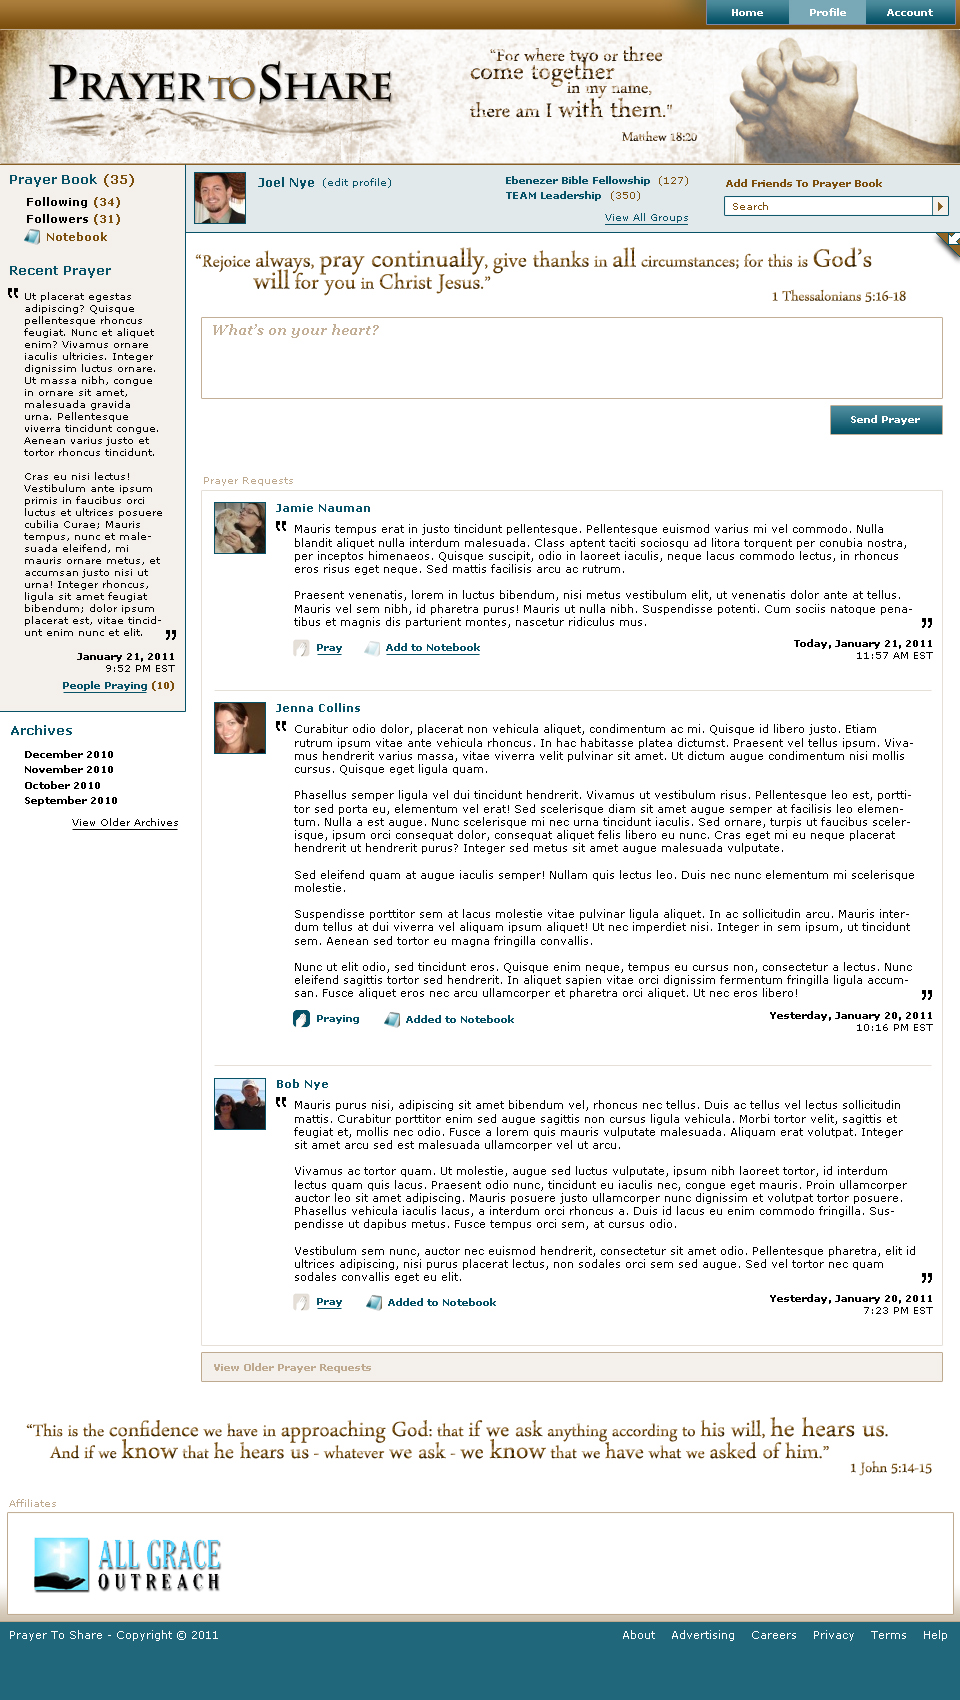 Home Profile Account
PRAYER TO SHARE
"For where two or three
come together
in my name,
there am I with them."
Matthew 18:20
Prayer Book (35)
Following (34)
Followers (31)
Notebook
Recent Prayer
" Ut placerat egestas
adipiscing? Quisque
pellentesque rhoncus
feugiat. Nunc et aliquet
enim? Vivamus ornare
iaculis ultricies. Integer
dignissim luctus ornare.
Ut massa nibh, congue
in ornare sit amet,
malesuada gravida
urna. Pellentesque
viverra tincidunt congue.
Aenean varius justo et
tortor rhoncus tincidunt.
Cras eu nisi lectus!
Vestibulum ante ipsum
primis in faucibus orci
luctus et ultrices posuere
cubilia Curae; Mauris
tempus, nunc et male-
suada eleifend, mi
mauris ornare metus, et
accumsan justo nisi ut
urna! Integer rhoncus,
ligula sit amet feugiat
bibendum; dolor ipsum
placerat est, vitae tincid-
unt enim nunc et elit. "
January 21, 2011
9:52 PM EST
People Praying (10)
Archives
December 2010
November 2010
October 2010
September 2010
View Older Archives
Joel Nye (edit profile)
Ebenezer Bible Fellowship (127)
TEAM Leadership (350)
View All Groups
Add Friends To Prayer Book
Search
"Rejoice always, pray continually, give thanks in all circumstances; for this is God's
will for you in Christ Jesus."
1 Thessalonians 5:16-18
What's on your heart?
Send Prayer
Prayer Requests
Jamie Nauman
" Mauris tempus erat in justo tincidunt pellentesque. Pellentesque euismod varius mi vel commodo. Nulla
blandit aliquet nulla interdum malesuada. Class aptent taciti sociosqu ad litora torquent per conubia nostra,
per inceptos himenaeos. Quisque suscipit, odio in laoreet iaculis, neque lacus commodo lectus, in rhoncus
eros risus eget neque. Sed mattis facilisis arcu ac rutrum.
Praesent venenatis, lorem in luctus bibendum, nisi metus vestibulum elit, ut venenatis dolor ante at tellus.
Mauris vel sem nibh, id pharetra purus! Mauris ut nulla nibh. Suspendisse potenti. Cum sociis natoque pena-
tibus et magnis dis parturient montes, nascetur ridiculus mus. "
Pray Add to Notebook
Today, January 21, 2011
11:57 AM EST
Jenna Collins
" Curabitur odio dolor, placerat non vehicula aliquet, condimentum ac mi. Quisque id libero justo. Etiam
rutrum ipsum vitae ante vehicula rhoncus. In hac habitasse platea dictumst. Praesent vel tellus ipsum. Viva-
mus hendrerit varius massa, vitae viverra velit pulvinar sit amet. Ut dictum augue condimentum nisi mollis
cursus. Quisque eget ligula quam.
Phasellus semper ligula vel dui tincidunt hendrerit. Vivamus ut vestibulum risus. Pellentesque leo est, portti-
tor sed porta eu, elementum vel erat! Sed scelerisque diam sit amet augue semper at facilisis leo elemen-
tum. Nulla a est augue. Nunc scelerisque mi nec urna tincidunt iaculis. Sed ornare, turpis ut faucibus sceler-
isque, ipsum orci consequat dolor, consequat aliquet felis libero eu nunc. Cras eget mi eu neque placerat
hendrerit ut hendrerit purus? Integer sed metus sit amet augue malesuada vulputate.
Sed eleifend quam at augue iaculis semper! Nullam quis lectus leo. Duis nec nunc elementum mi scelerisque
molestie.
Suspendisse porttitor sem at lacus molestie vitae pulvinar ligula aliquet. In ac sollicitudin arcu. Mauris inter-
dum tellus at dui viverra vel aliquam ipsum aliquet! Ut nec imperdiet nisi. Integer in sem ipsum, ut tincidunt
sem. Aenean sed tortor eu magna fringilla convallis.
Nunc ut elit odio, sed tincidunt eros. Quisque enim neque, tempus eu cursus non, consectetur a lectus. Nunc
eleifend sagittis tortor sed hendrerit. In aliquet sapien vitae orci dignissim fermentum fringilla ligula accum-
san. Fusce aliquet eros nec arcu ullamcorper et pharetra orci aliquet. Ut nec eros libero! "
Praying Added to Notebook
Yesterday, January 20, 2011
10:16 PM EST
Bob Nye
" Mauris purus nisi, adipiscing sit amet bibendum vel, rhoncus nec tellus. Duis ac tellus vel lectus sollicitudin
mattis. Curabitur porttitor enim sed augue sagittis non cursus ligula vehicula. Morbi tortor velit, sagittis et
feugiat et, mollis nec odio. Fusce a lorem quis mauris vulputate malesuada. Aliquam erat volutpat. Integer
sit amet arcu sed est malesuada ullamcorper vel ut arcu.
Vivamus ac tortor quam. Ut molestie, augue sed luctus vulputate, ipsum nibh laoreet tortor, id interdum
lectus quam quis lacus. Praesent odio nunc, tincidunt eu iaculis nec, congue eget mauris. Proin ullamcorper
auctor leo sit amet adipiscing. Mauris posuere justo ullamcorper nunc dignissim et volutpat tortor posuere.
Phasellus vehicula iaculis lacus, a interdum orci rhoncus a. Duis id lacus eu enim commodo fringilla. Sus-
pendisse ut dapibus metus. Fusce tempus orci sem, at cursus odio.
Vestibulum sem nunc, auctor nec euismod hendrerit, consectetur sit amet odio. Pellentesque pharetra, elit id
ultrices adipiscing, nisi purus placerat lectus, non sodales orci sem sed augue. Sed vel tortor nec quam
sodales convallis eget eu elit. "
Pray Added to Notebook
Yesterday, January 20, 2011
7:23 PM EST
View Older Prayer Requests
"This is the confidence we have in approaching God: that if we ask anything according to his will, he hears us.
And if we know that he hears us - whatever we ask - we know that we have what we asked of him."
1 John 5:14-15
Affiliates
ALL GRACE
OUTREACH
Prayer To Share - Copyright © 2011
About Advertising Careers Privacy Terms Help